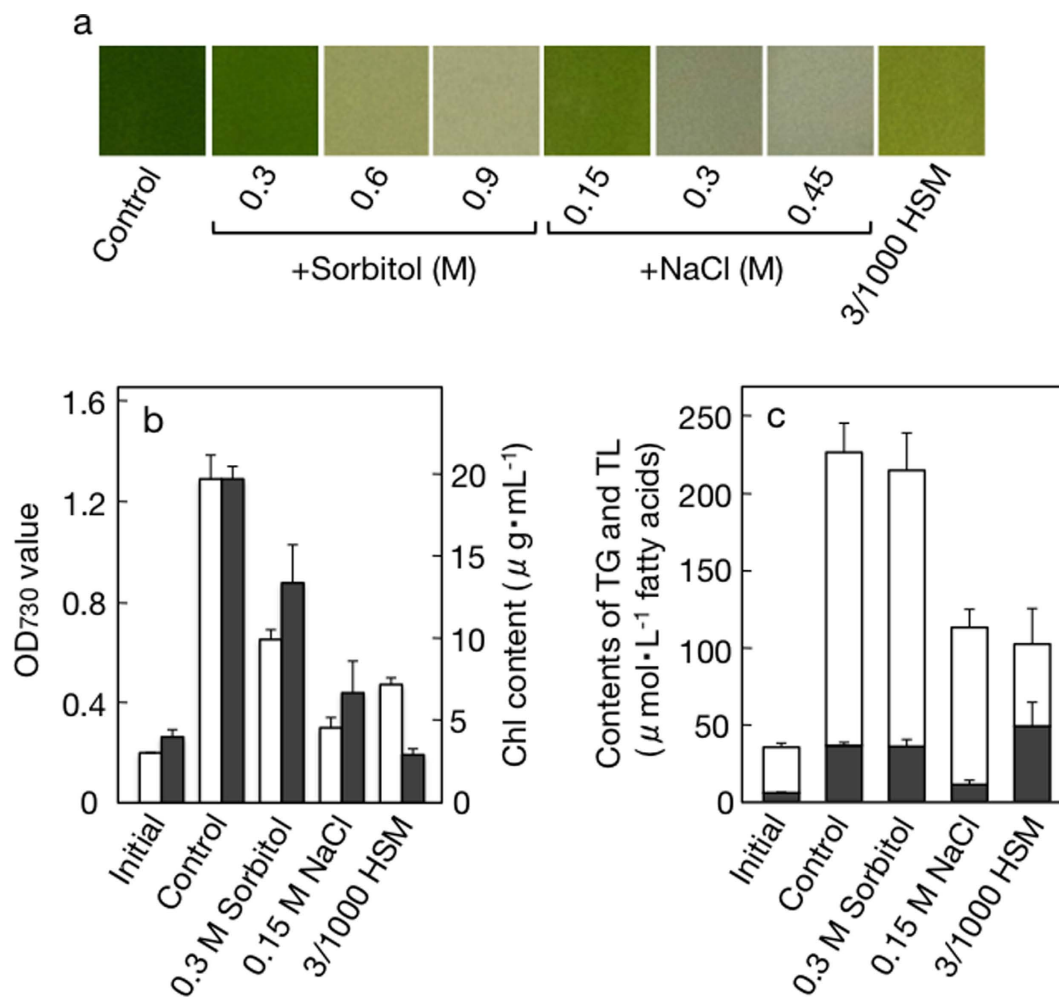 a
Control
0.3
0.6
0.9
0.15
0.3
0.45
3/1000 HSM
+Sorbitol (M)
+NaCl (M)
b
OD730 value
1.6
1.2
0.8
0.4
0
20
15
10
5
0
Chl content (μg・mL-1)
Initial
Control
0.3 M Sorbitol
0.15 M NaCl
3/1000 HSM
c
Contents of TG and TL
(μmol・L-1 fatty acids)
250
200
150
100
50
0
Initial
Control
0.3 M Sorbitol
0.15 M NaCl
3/1000 HSM